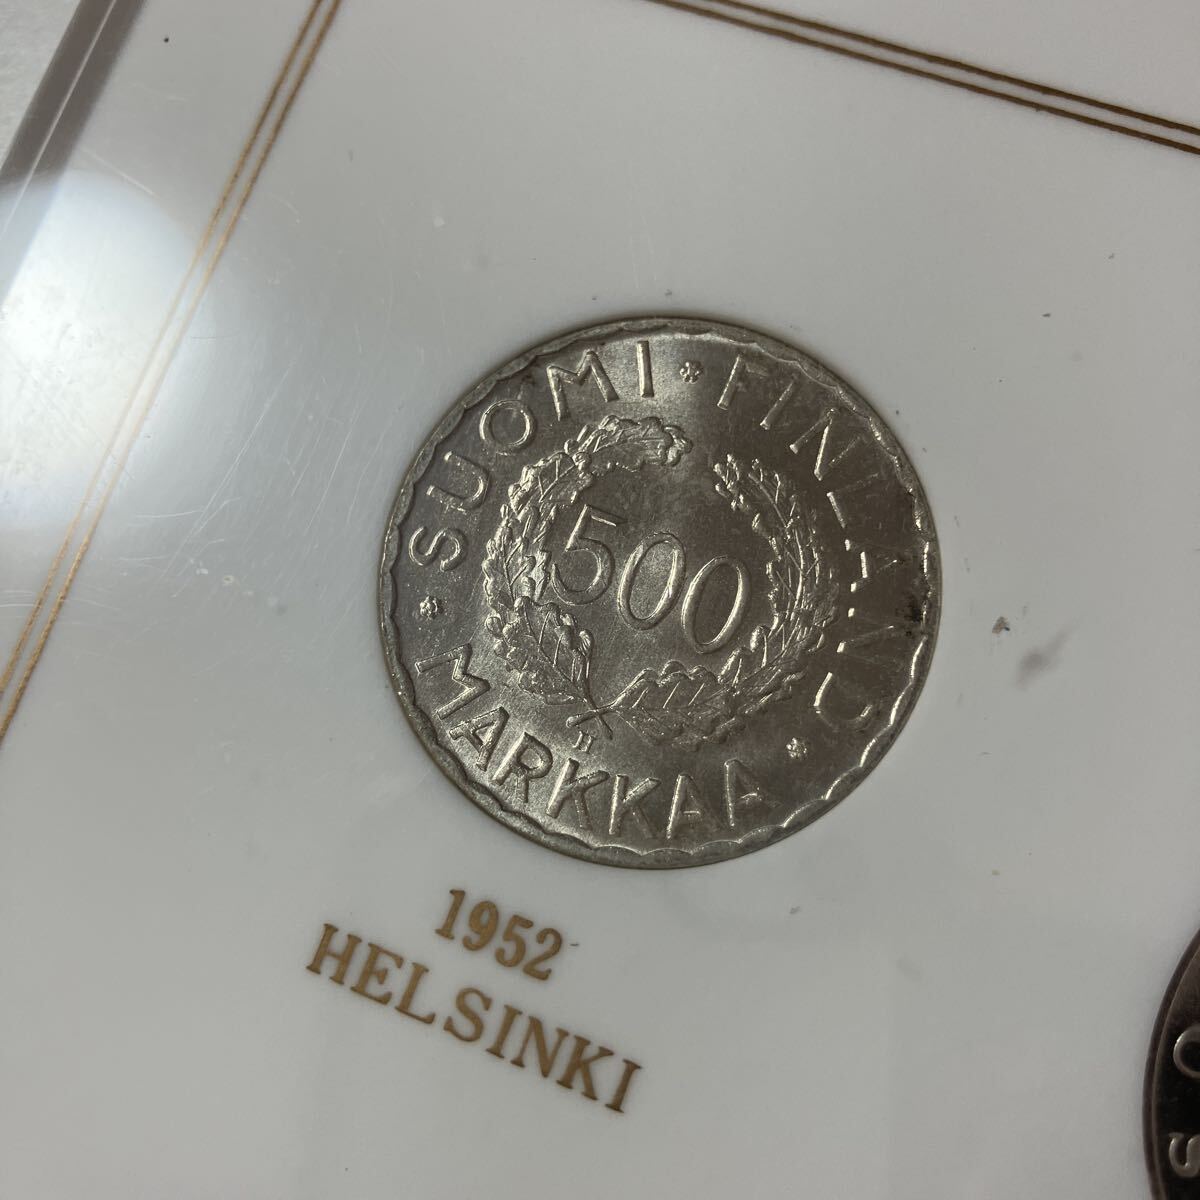 SUOMI * FINLAND
500
H
* MARKKAA *
1952
HELSINKI
S O